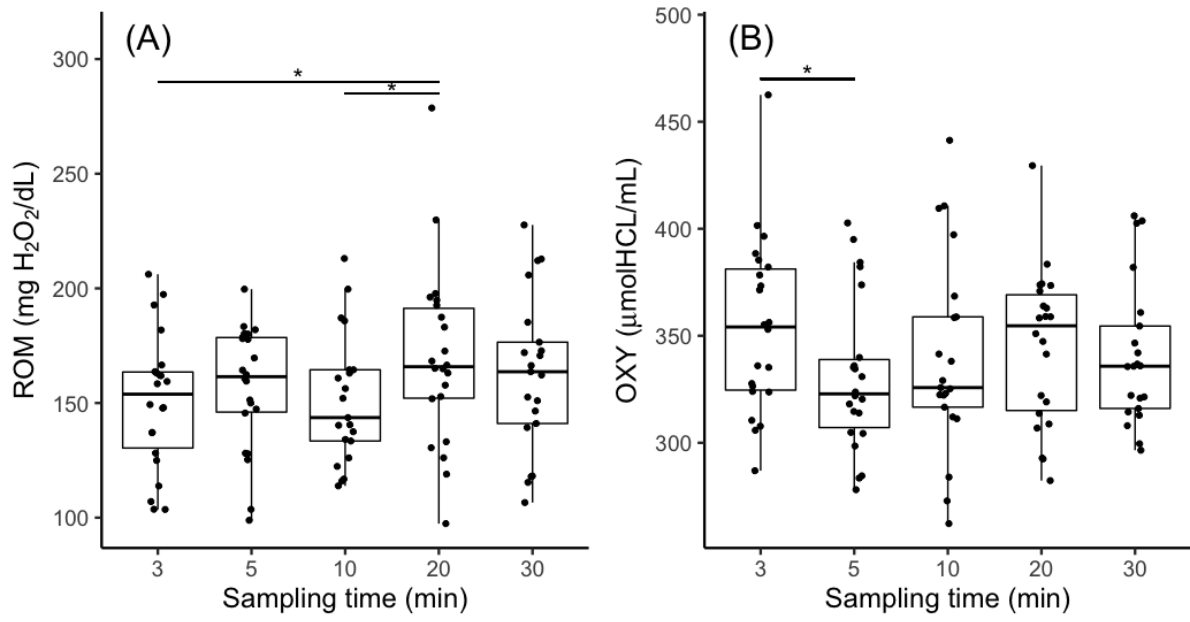 (A)
ROM (mg H₂O₂/dL)
300
250
200
150
100
*
*
3 5 10 20 30
Sampling time (min)
(B)
OXY (μmolHCL/mL)
500
450
400
350
300
*
3 5 10 20 30
Sampling time (min)